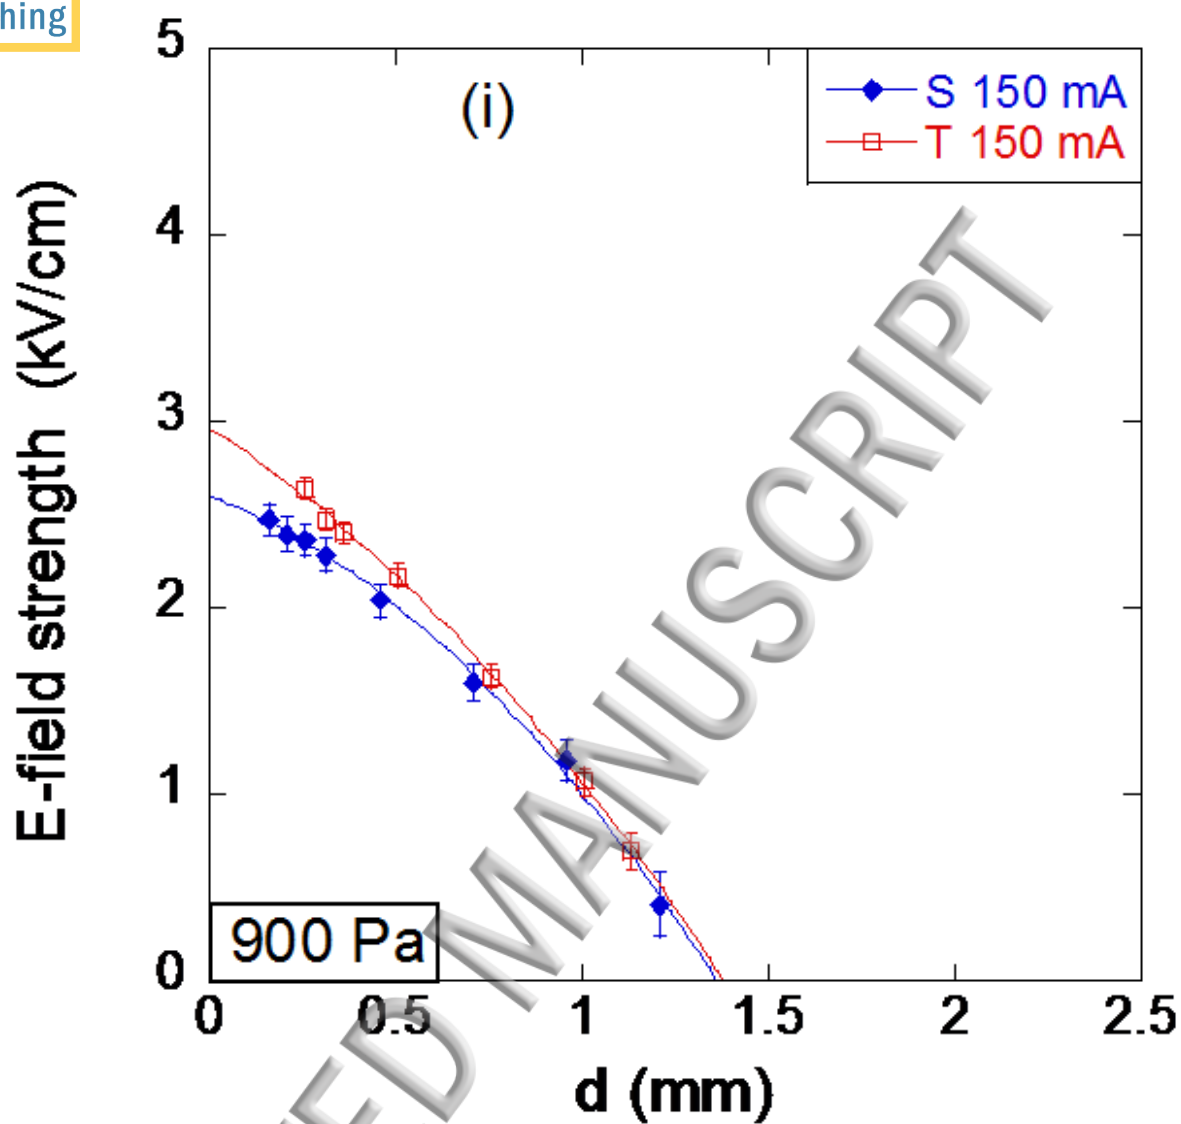 hing
(i)
S 150 mA
T 150 mA
5
4
3
2
1
0
E-field strength (kV/cm)
900 Pa
0 0.5 1 1.5 2 2.5
d (mm)
ED MANUSCRIPT